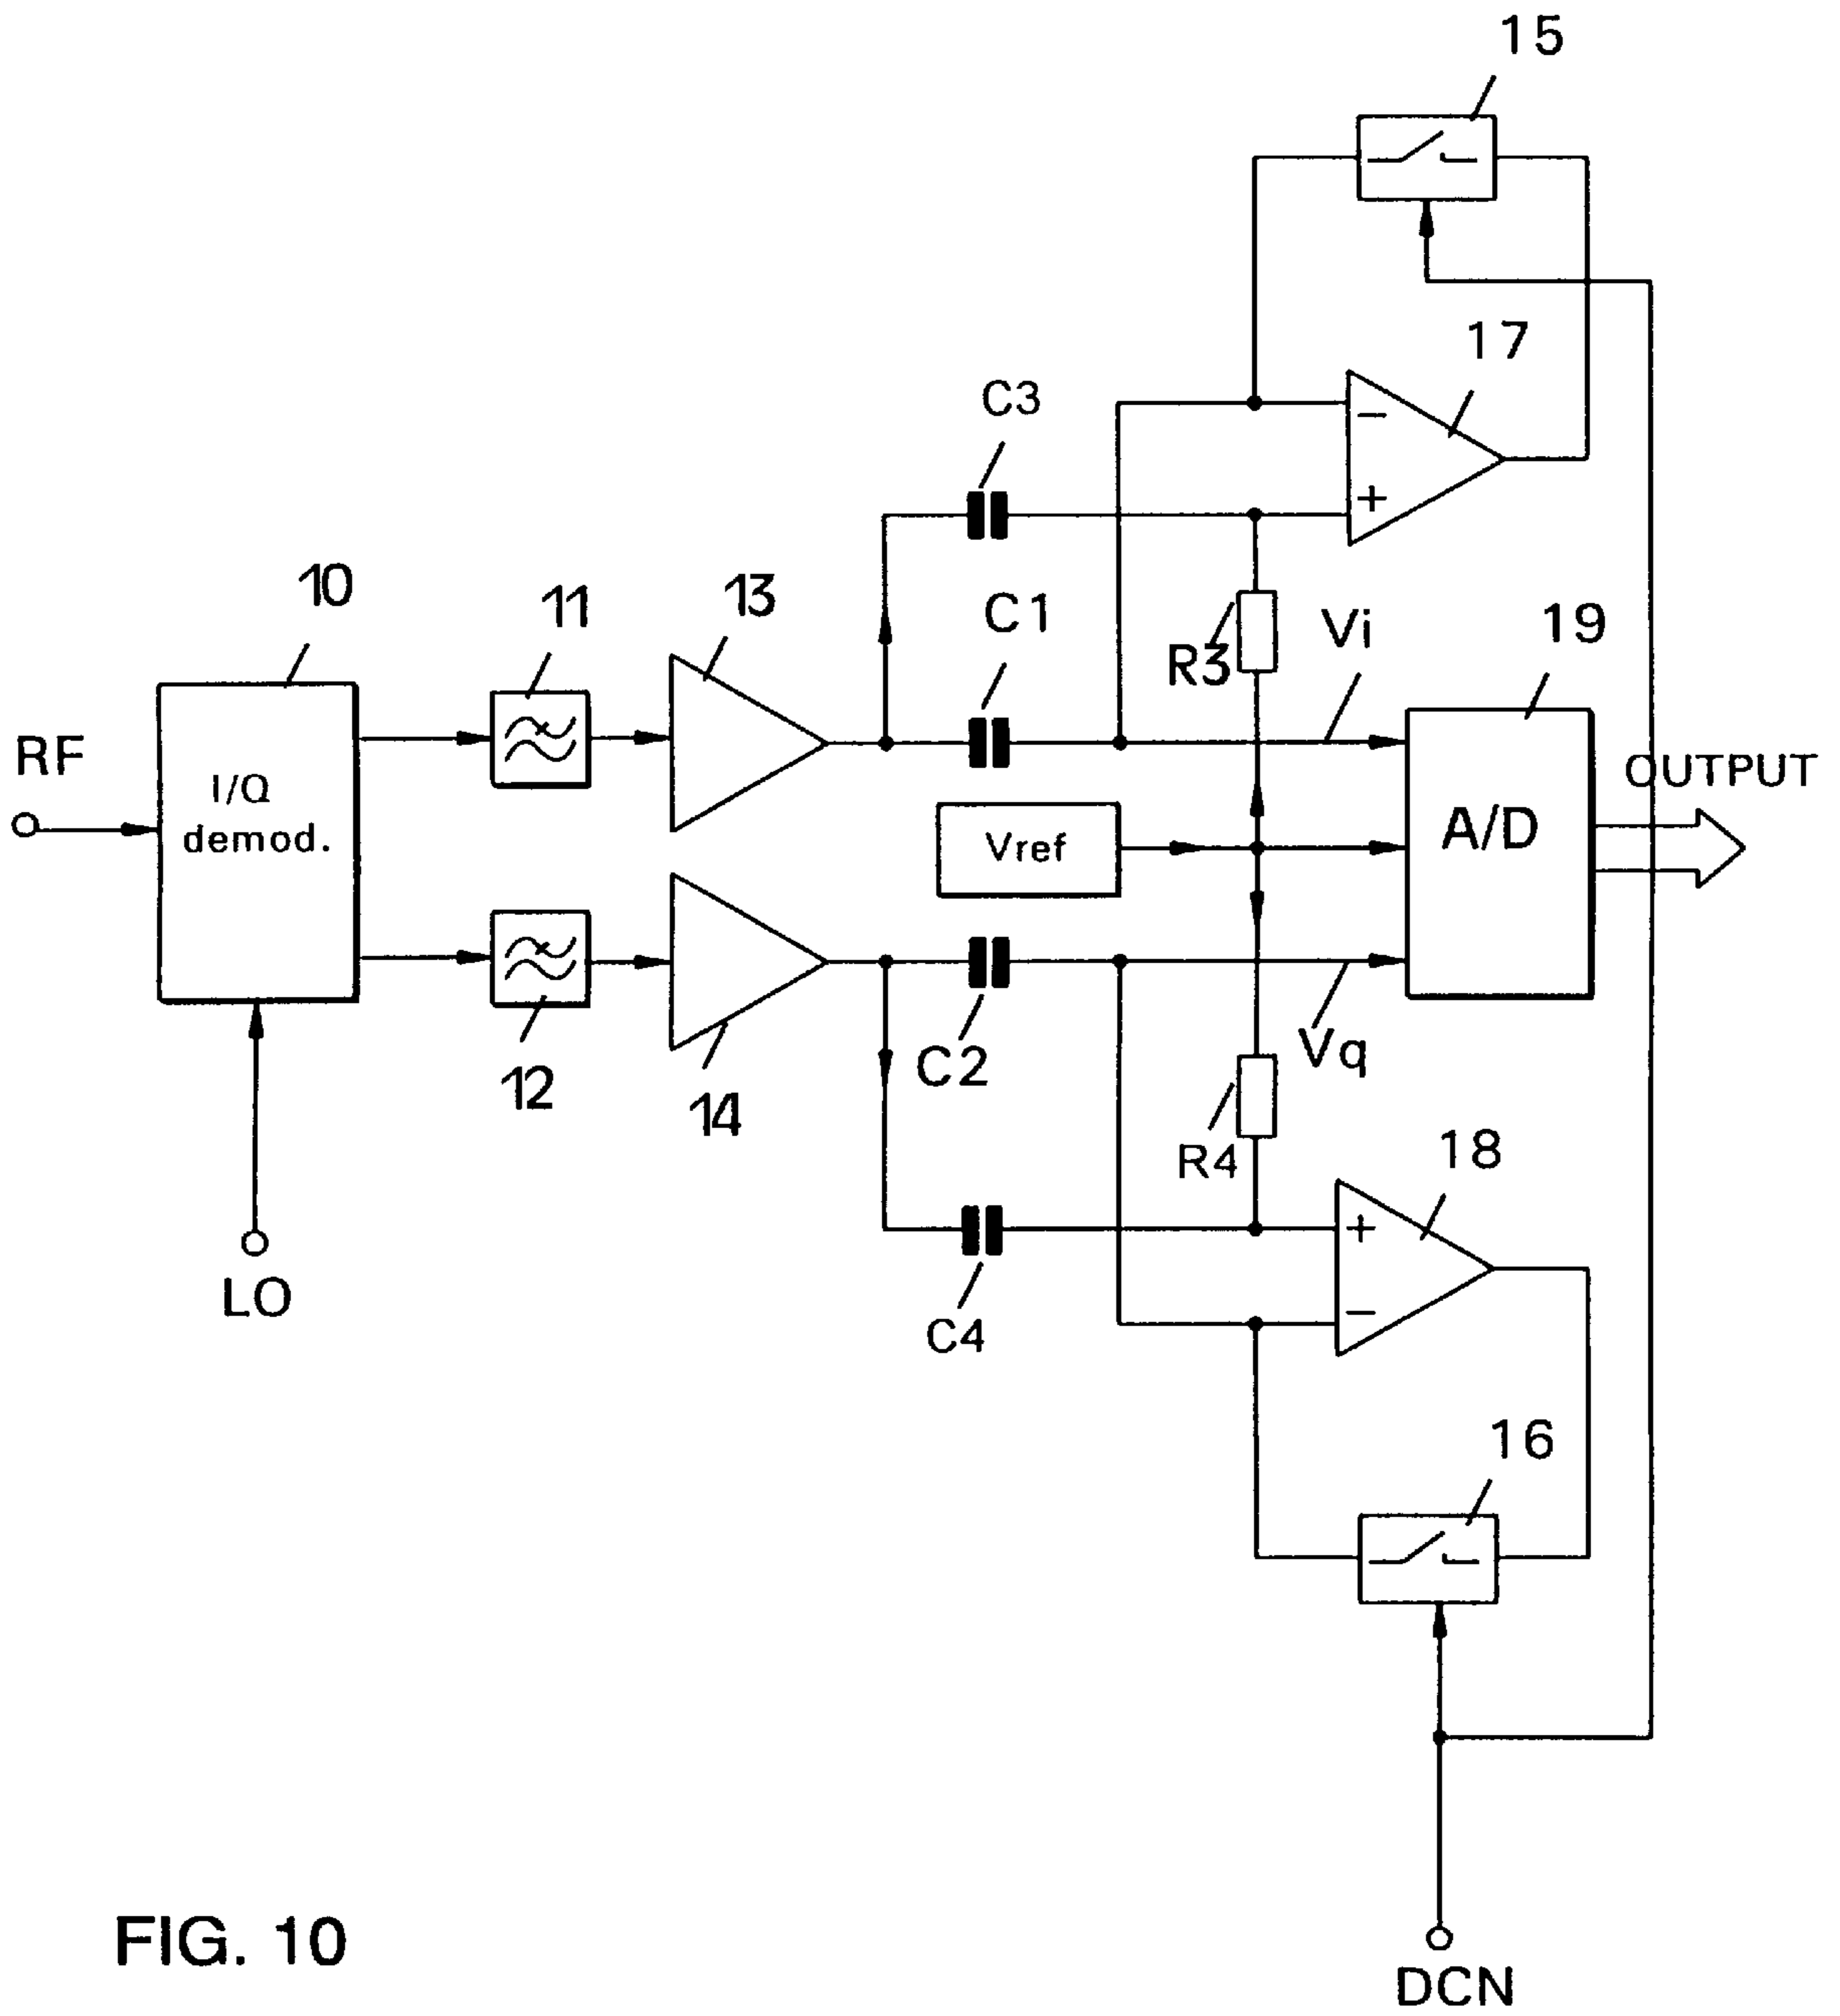 15
17
C3
−
+
10
11
13
C1
R3
Vi
19
RF
I/Q
demod.
Vref
A/D
OUTPUT
12
14
C2
Vq
R4
18
LO
C4
+
−
16
FIG. 10
DCN